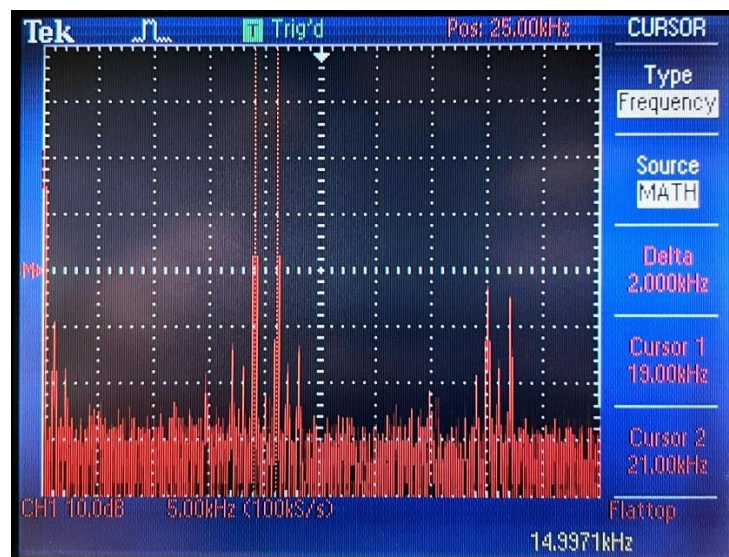 Tek T Trig'd Pos: 25.00kHz CURSOR
Type
Frequency
Source
MATH
M
Delta
2.000kHz
Cursor 1
19.00kHz
Cursor 2
21.00kHz
CH1 10.0dB 5.00kHz (100kS/s) Flattop
14.9971kHz